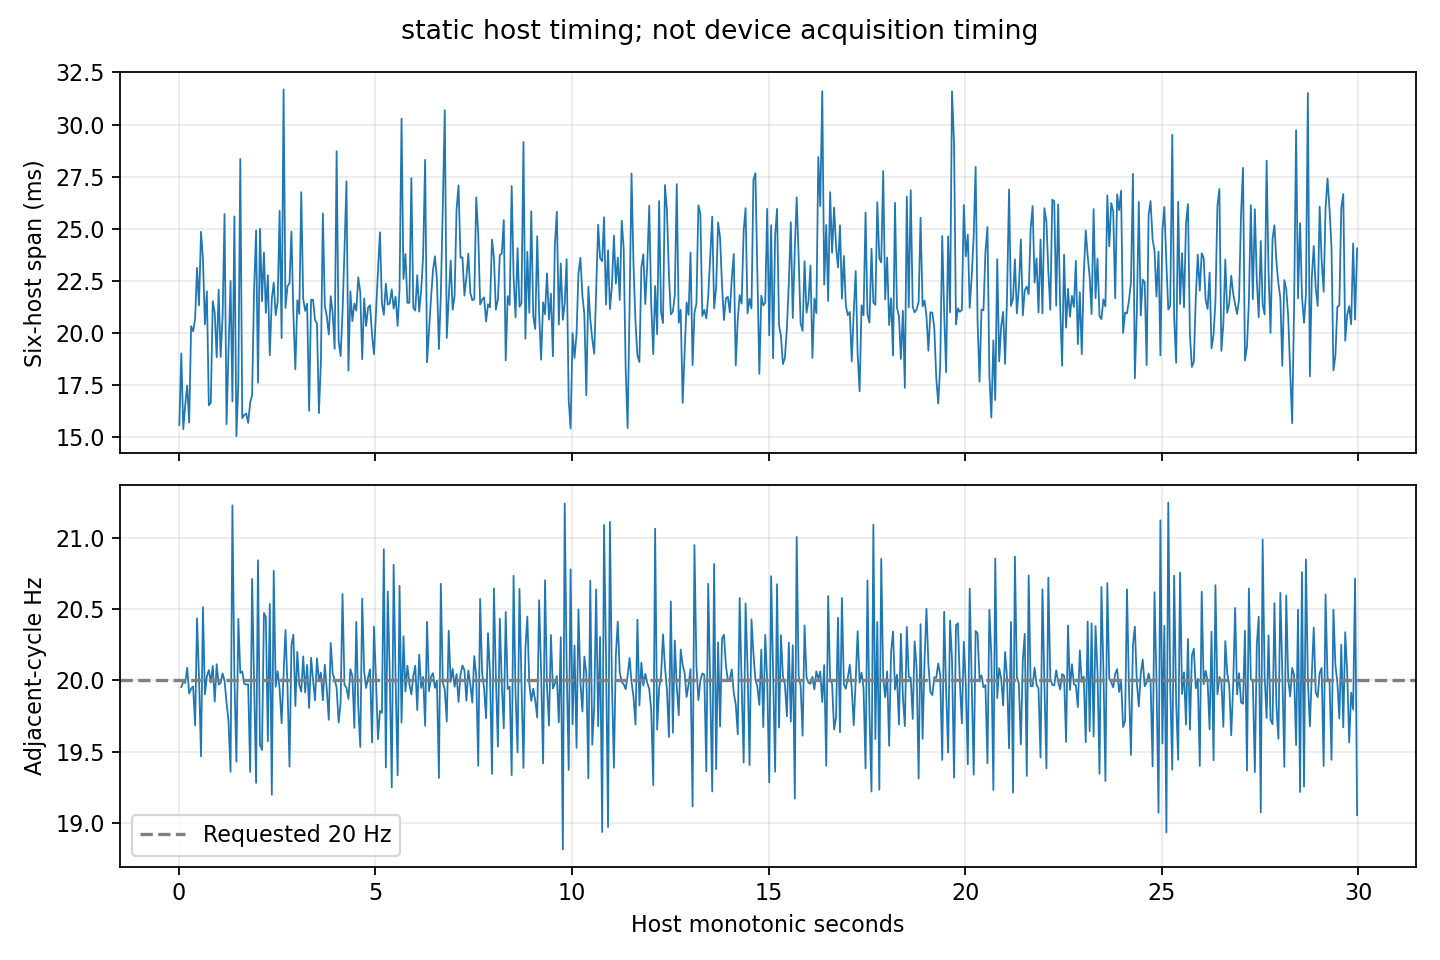 static host timing; not device acquisition timing
Six-host span (ms)
32.5
30.0
27.5
25.0
22.5
20.0
17.5
15.0
Adjacent-cycle Hz
21.0
20.5
20.0
19.5
19.0
Requested 20 Hz
0 5 10 15 20 25 30
Host monotonic seconds